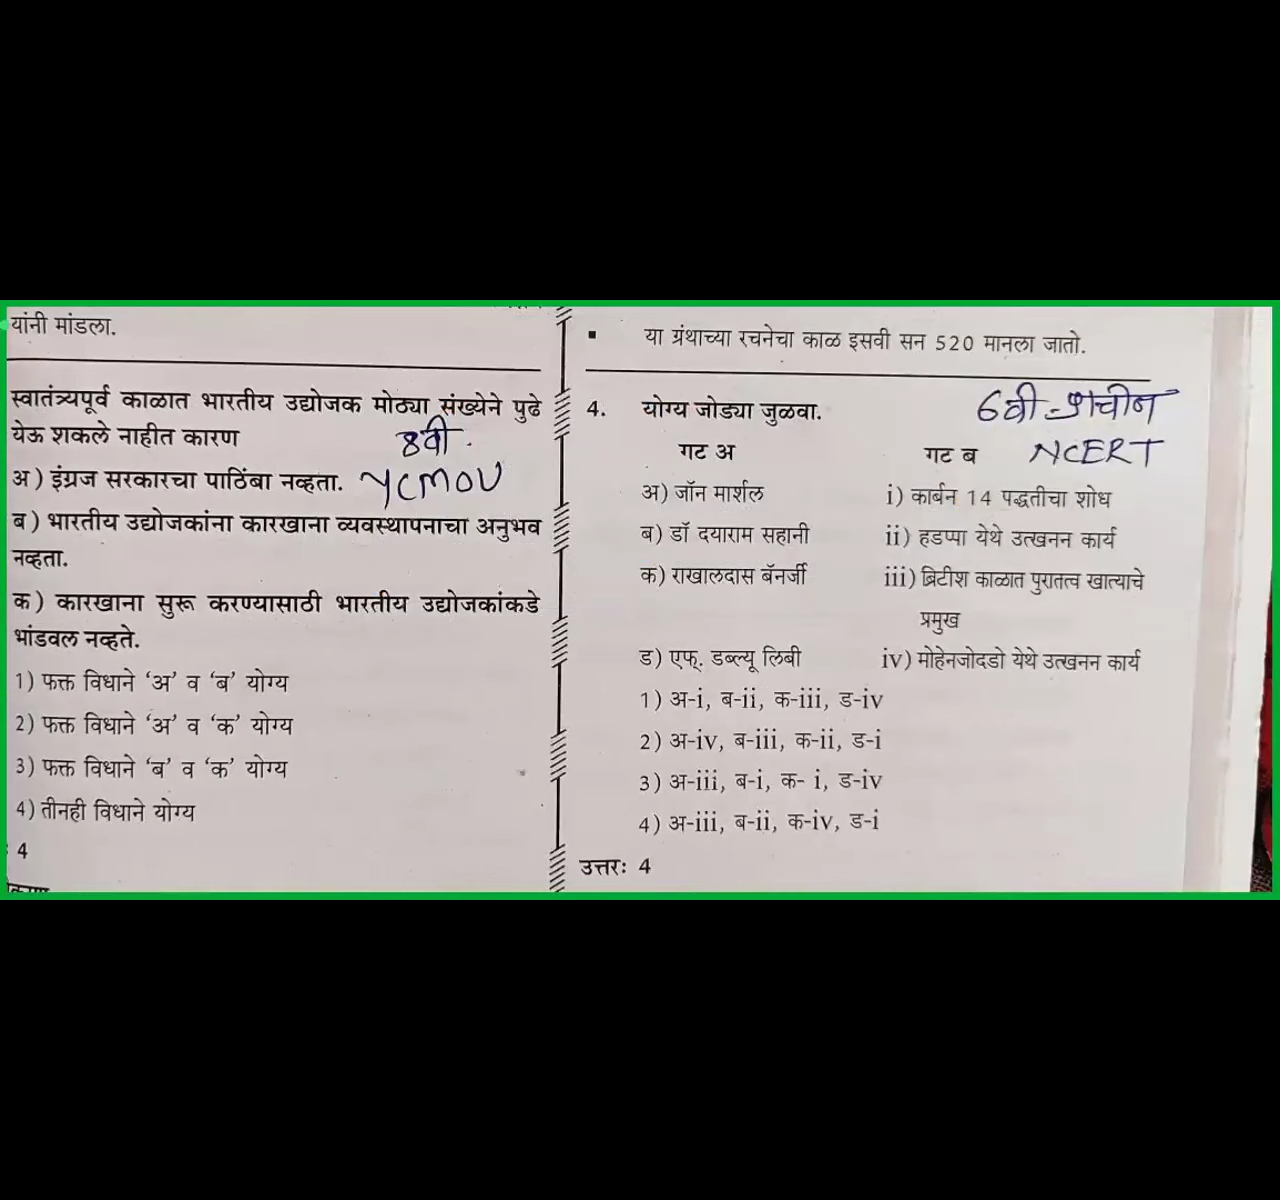 यांनी मांडला.
स्वातंत्र्यपूर्व काळात भारतीय उद्योजक मोठ्या संख्येने पुढे
येऊ शकले नाहीत कारण
8वी.
अ) इंग्रज सरकारचा पाठिंबा नव्हता. YCMOU
ब) भारतीय उद्योजकांना कारखाना व्यवस्थापनाचा अनुभव
नव्हता.
क) कारखाना सुरू करण्यासाठी भारतीय उद्योजकांकडे
भांडवल नव्हते.
1) फक्त विधाने ‘अ’ व ‘ब’ योग्य
2) फक्त विधाने ‘अ’ व ‘क’ योग्य
3) फक्त विधाने ‘ब’ व ‘क’ योग्य
4) तीनही विधाने योग्य
: 4
▪ या ग्रंथाच्या रचनेचा काळ इसवी सन 520 मानला जातो.
4. योग्य जोड्या जुळवा. 6वी - प्राचीन
गट अ गट ब NCERT
अ) जॉन मार्शल i) कार्बन 14 पद्धतीचा शोध
ब) डॉ दयाराम सहानी ii) हडप्पा येथे उत्खनन कार्य
क) राखालदास बॅनर्जी iii) ब्रिटीश काळात पुरातत्व खात्याचे
प्रमुख
ड) एफ्. डब्ल्यू लिबी iv) मोहेनजोदडो येथे उत्खनन कार्य
1) अ-i, ब-ii, क-iii, ड-iv
2) अ-iv, ब-iii, क-ii, ड-i
3) अ-iii, ब-i, क- i, ड-iv
4) अ-iii, ब-ii, क-iv, ड-i
उत्तरः 4